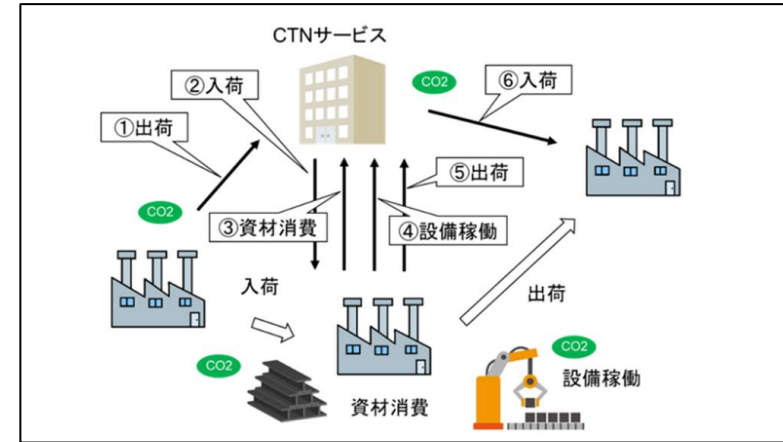 CTNサービス
②入荷
CO2
⑥入荷
①出荷
⑤出荷
CO2
③資材消費
④設備稼働
入荷
出荷
CO2
CO2
設備稼働
資材消費